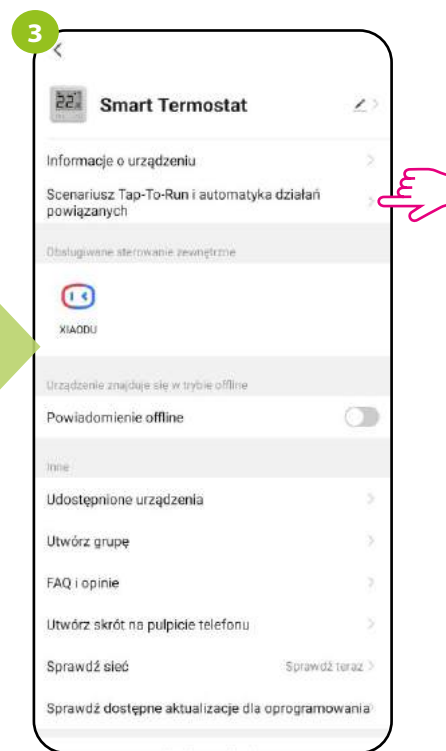 3
22
Smart Termostat
Informacje o urządzeniu
Scenariusz Tap-To-Run i automatyka działań
powiązanych
Obsługiwane sterowanie zewnętrzne
XIAODU
Urządzenie znajduje się w trybie offline
Powiadomienie offline
Inne
Udostępnione urządzenia
Utwórz grupę
FAQ i opinie
Utwórz skrót na pulpicie telefonu
Sprawdź sieć Sprawdź teraz
Sprawdź dostępne aktualizacje dla oprogramowania